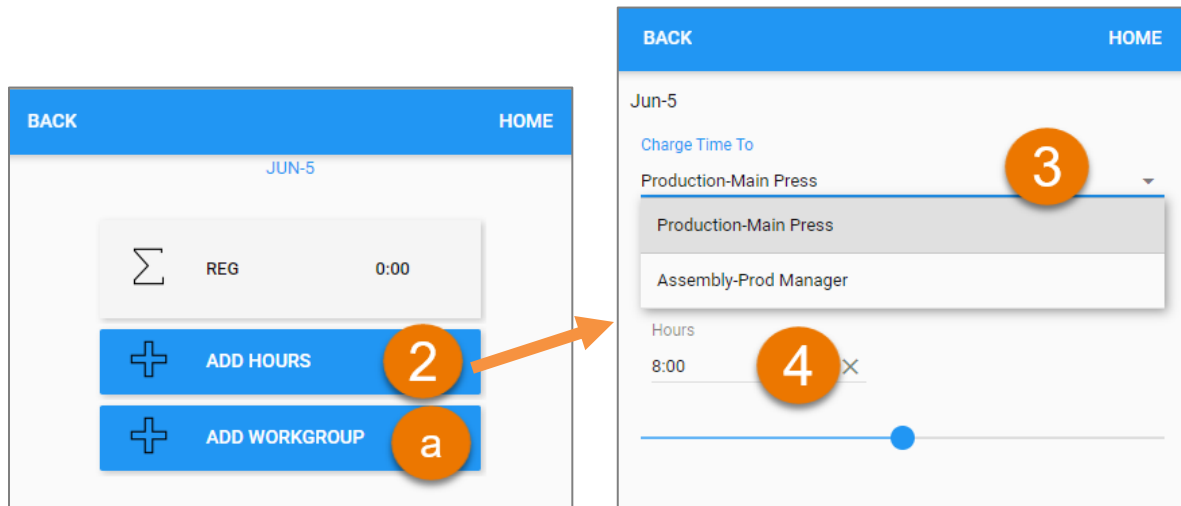 BACK HOME
JUN-5
REG 0:00
ADD HOURS 2
ADD WORKGROUP a
BACK HOME
Jun-5
Charge Time To
Production-Main Press 3
Production-Main Press
Assembly-Prod Manager
Hours
8:00 4